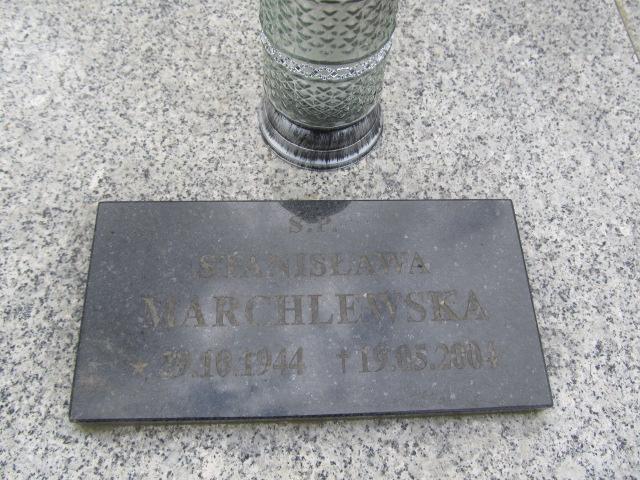 Ś.P.
STANISŁAWA
MARCHLEWSKA
★ 29.10.1944 † 19.05.2004